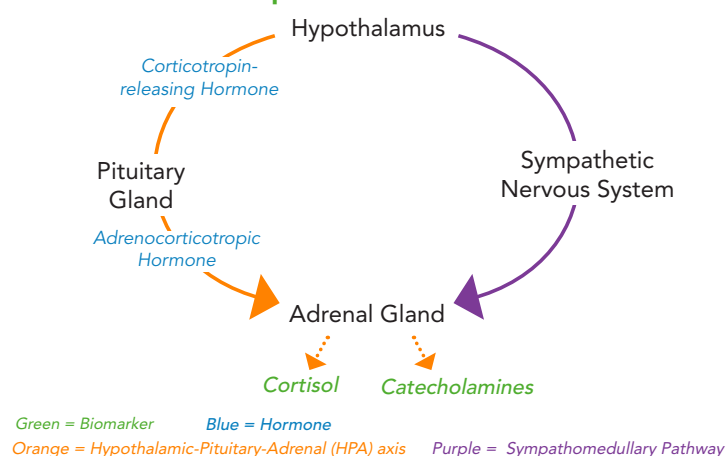 Hypothalamus
Corticotropin-
releasing Hormone
Pituitary
Gland
Sympathetic
Nervous System
Adrenocorticotropic
Hormone
Adrenal Gland
Cortisol
Catecholamines
Green = Biomarker
Blue = Hormone
Orange = Hypothalamic-Pituitary-Adrenal (HPA) axis
Purple = Sympathomedullary Pathway